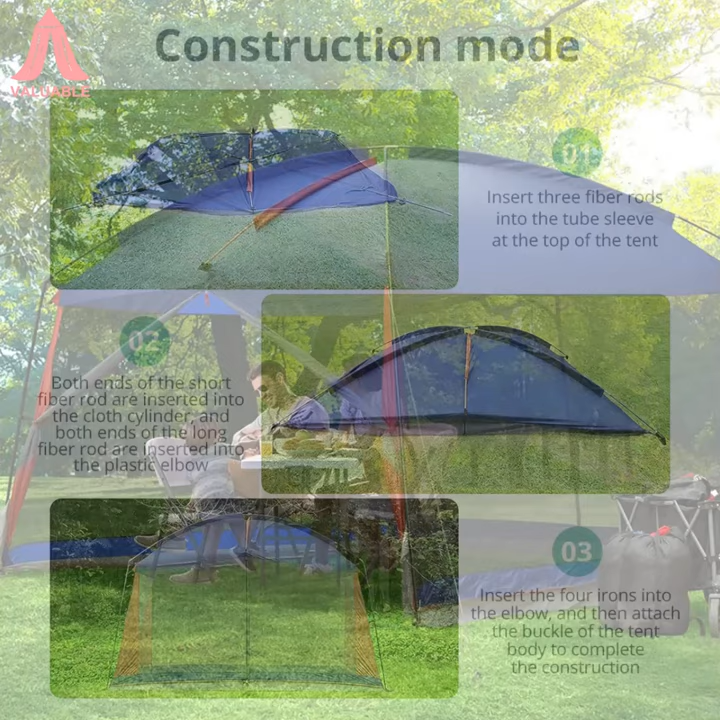 Construction mode
VALUABLE
01
Insert three fiber rods
into the tube sleeve
at the top of the tent
02
Both ends of the short
fiber rod are inserted into
the cloth cylinder, and
both ends of the long
fiber rod are inserted into
the plastic elbow
03
Insert the four irons into
the elbow, and then attach
the buckle of the tent
body to complete
the construction